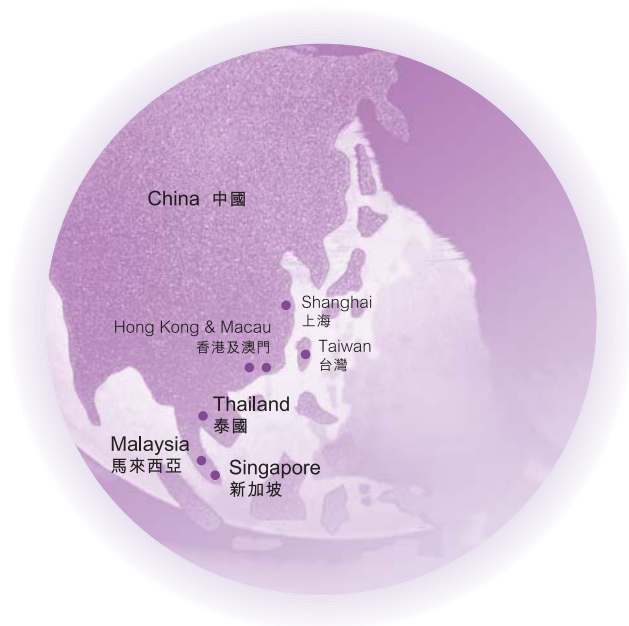 China 中國
Shanghai
上海
Hong Kong & Macau
香港及澳門
Taiwan
台灣
Thailand
泰國
Malaysia
馬來西亞
Singapore
新加坡